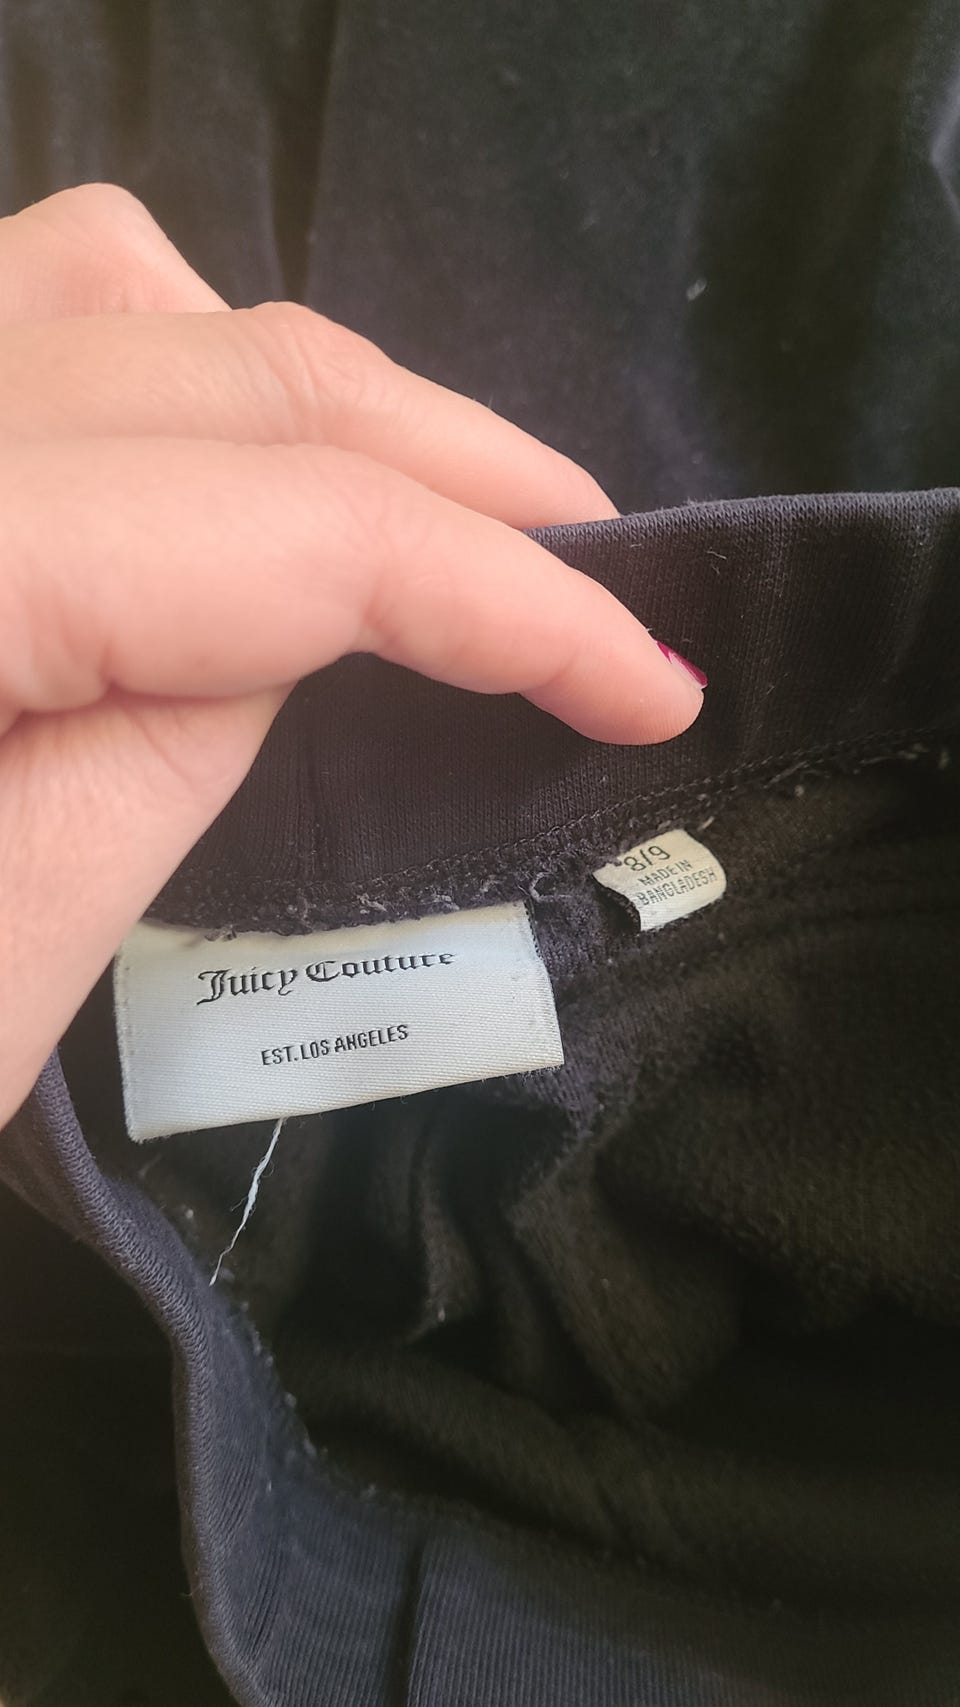 8/9
MADE IN
BANGLADESH
Juicy Couture
EST. LOS ANGELES